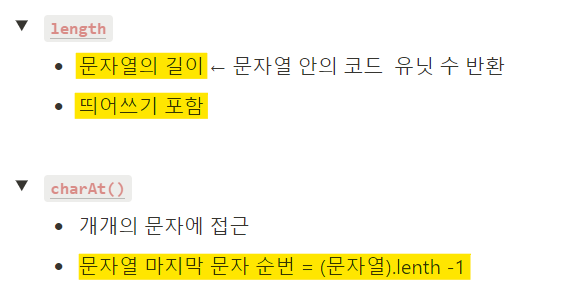 length
문자열의 길이 ← 문자열 안의 코드 유닛 수 반환
띄어쓰기 포함
charAt()
개개의 문자에 접근
문자열 마지막 문자 순번 = (문자열).lenth -1